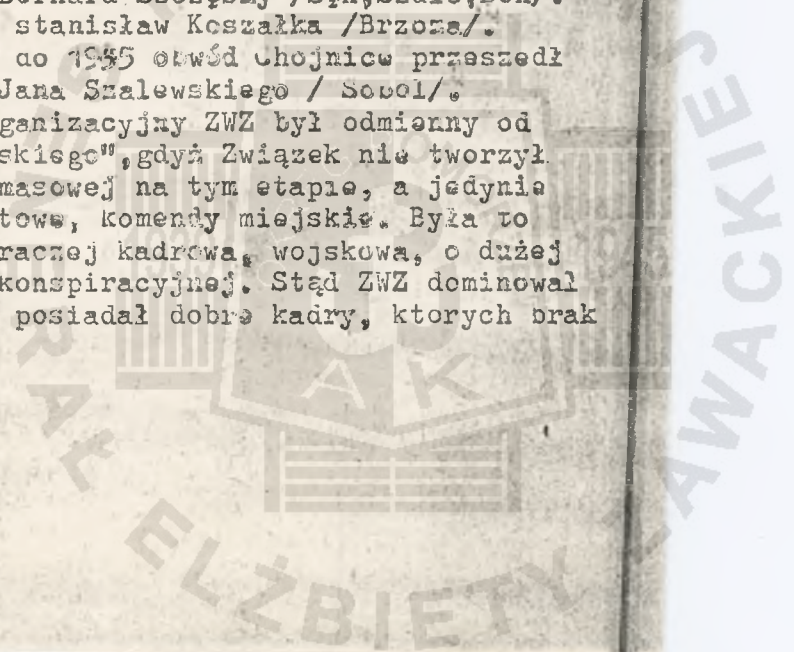 stanisław Koszałka /Brzoza/.
do 1955 obwód Chojnice przeszedł
Jana Szalewskiego / Sobol/.
ganizacyjny ZWZ był odmienny od
skiego", gdyż Związek nie tworzył
masowej na tym etapie, a jedynie
towe, komendy miejskie. Była to
raczej kadrowa, wojskowa, o dużej
konspiracyjnej. Stąd ZWZ dominował
posiadał dobre kadry, ktorych brak
AK
ELŻBIETY ZAWACKIEJ